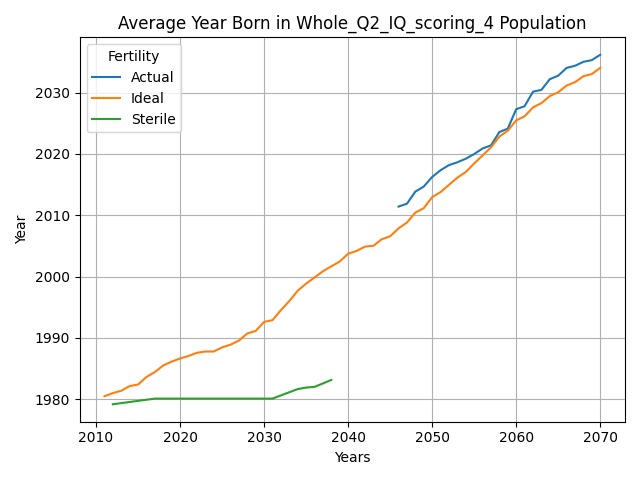 Average Year Born in Whole_Q2_IQ_scoring_4 Population
Fertility
Actual
Ideal
Sterile
Year
2030
2020
2010
2000
1990
1980
2010 2020 2030 2040 2050 2060 2070
Years